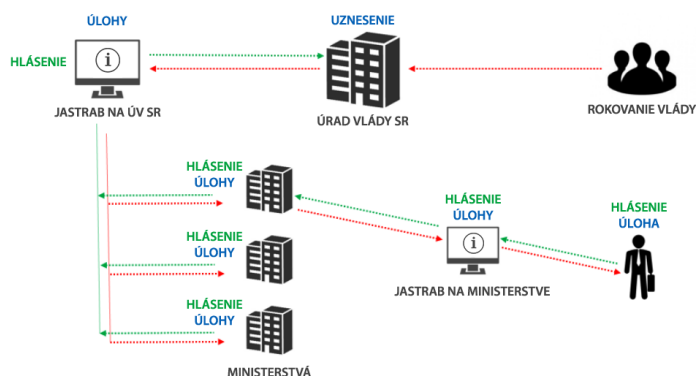 ÚLOHY
UZNESENIE
HLÁSENIE
JASTRAB NA ÚV SR
ÚRAD VLÁDY SR
ROKOVANIE VLÁDY
HLÁSENIE
ÚLOHY
HLÁSENIE
ÚLOHY
HLÁSENIE
ÚLOHA
HLÁSENIE
ÚLOHY
JASTRAB NA MINISTERSTVE
HLÁSENIE
ÚLOHY
MINISTERSTVÁ